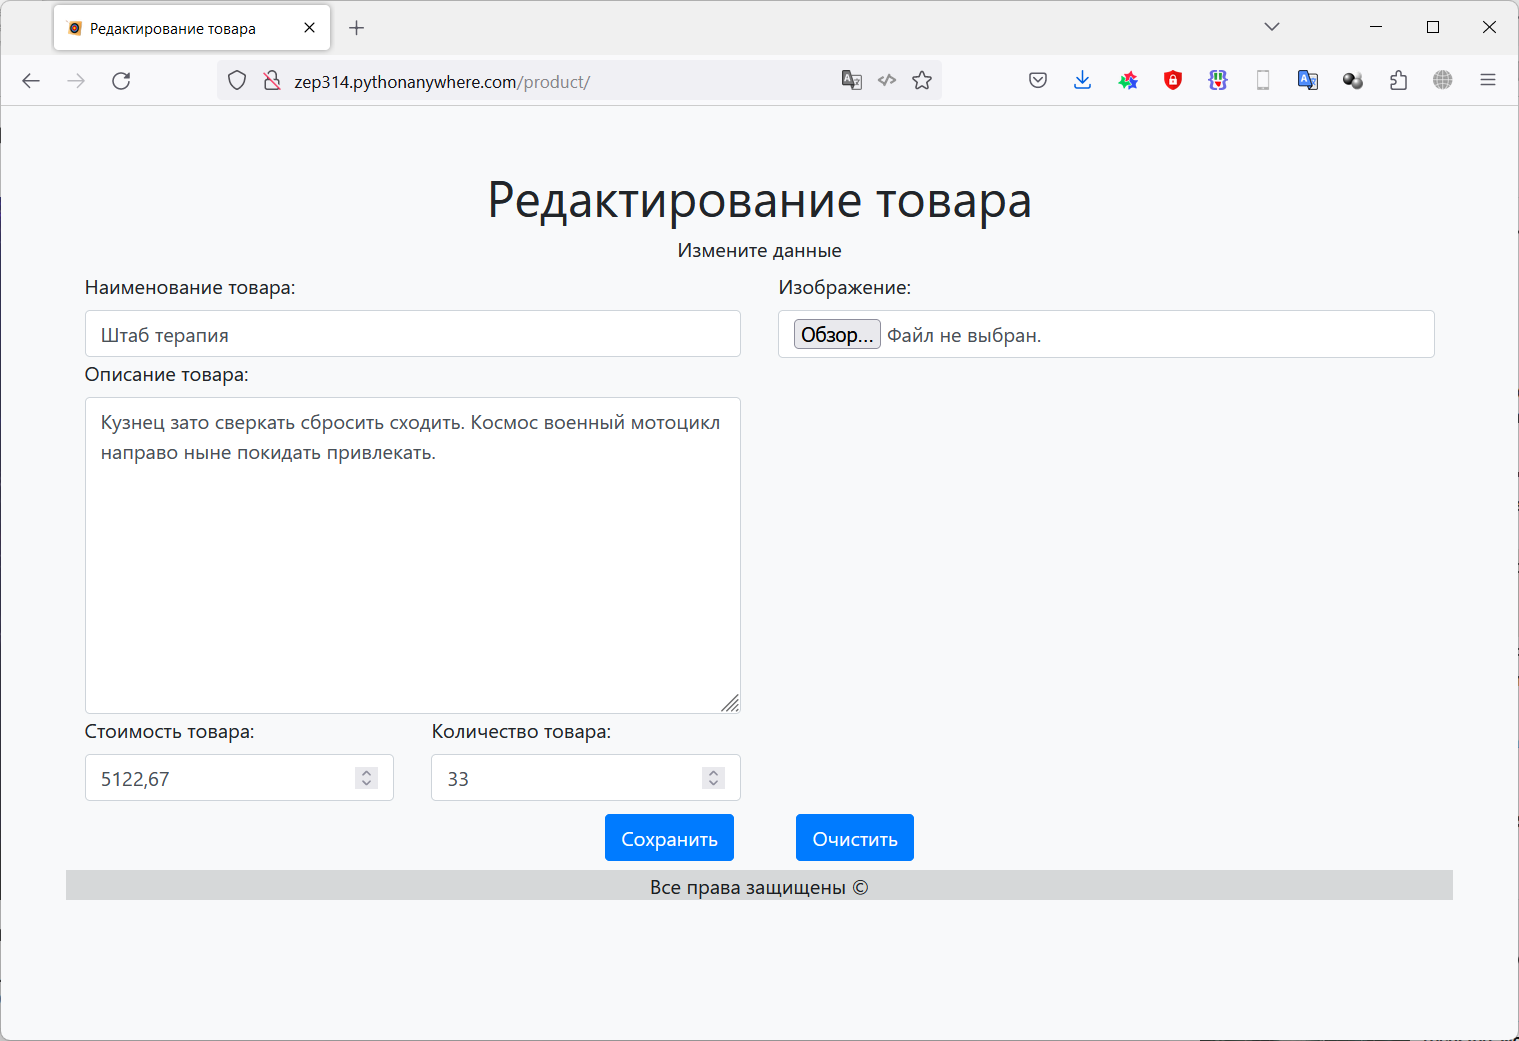 Редактирование товара
zep314.pythonanywhere.com/product/
Редактирование товара
Измените данные
Наименование товара:
Изображение:
Штаб терапия
Обзор... Файл не выбран.
Описание товара:
Кузнец зато сверкать сбросить сходить. Космос военный мотоцикл
направо ныне покидать привлекать.
Стоимость товара:
Количество товара:
5122,67
33
Сохранить
Очистить
Все права защищены ©